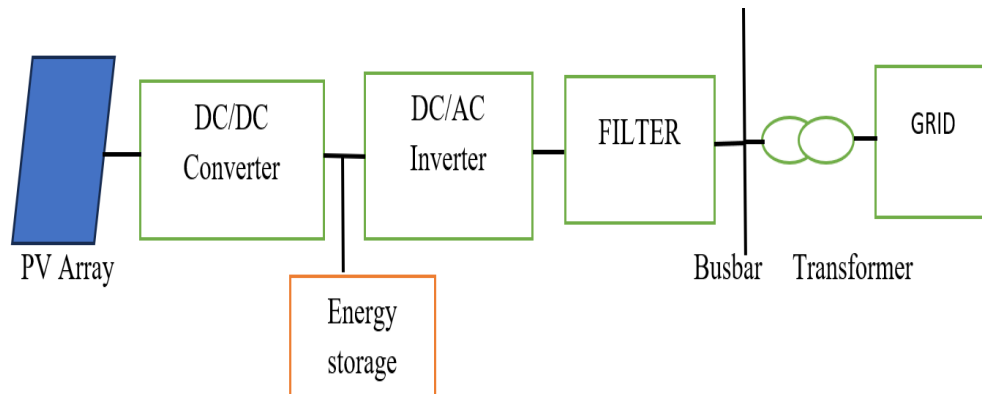 DC/DC
Converter
DC/AC
Inverter
FILTER
GRID
PV Array
Busbar
Transformer
Energy
storage